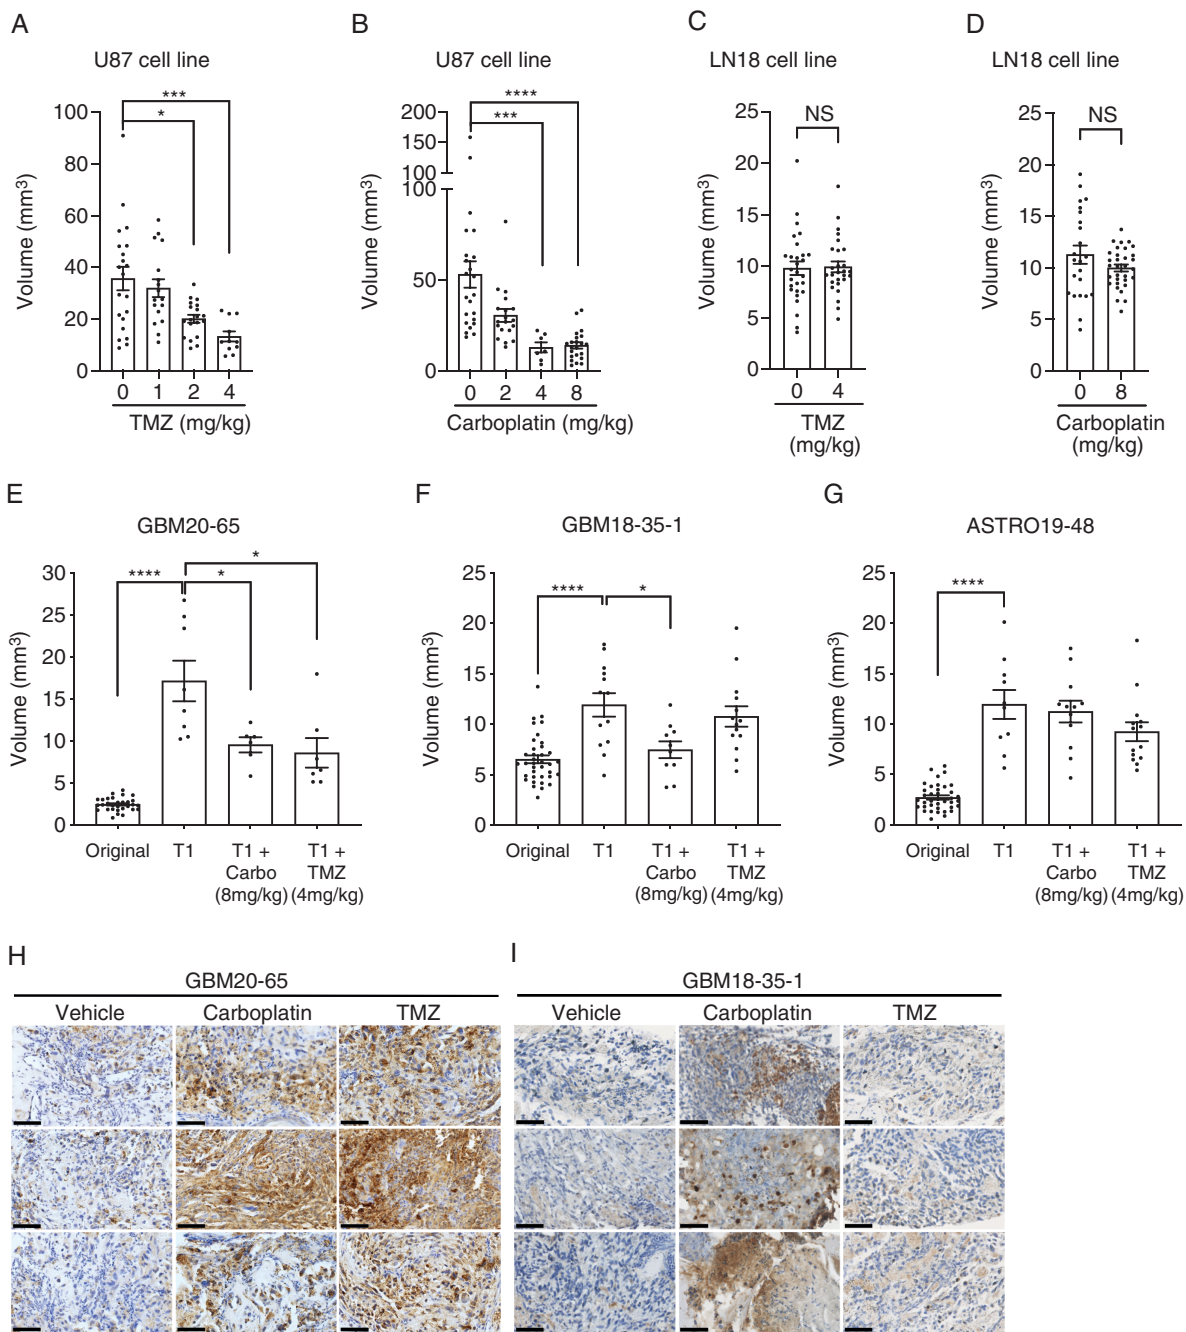 A
U87 cell line
Volume (mm³)
100
80
60
40
20
0
***
*
0 1 2 4
TMZ (mg/kg)
B
U87 cell line
Volume (mm³)
200
150
100
100
50
0
****
***
0 2 4 8
Carboplatin (mg/kg)
C
LN18 cell line
Volume (mm³)
25
20
15
10
5
0
NS
0 4
TMZ
(mg/kg)
D
LN18 cell line
Volume (mm³)
25
20
15
10
5
0
NS
0 8
Carboplatin
(mg/kg)
E
GBM20-65
Volume (mm³)
30
25
20
15
10
5
0
****
*
*
Original T1 T1 + Carbo (8mg/kg) T1 + TMZ (4mg/kg)
F
GBM18-35-1
Volume (mm³)
25
20
15
10
5
0
****
*
Original T1 T1 + Carbo (8mg/kg) T1 + TMZ (4mg/kg)
G
ASTRO19-48
Volume (mm³)
25
20
15
10
5
0
****
Original T1 T1 + Carbo (8mg/kg) T1 + TMZ (4mg/kg)
H
GBM20-65
Vehicle Carboplatin TMZ
I
GBM18-35-1
Vehicle Carboplatin TMZ